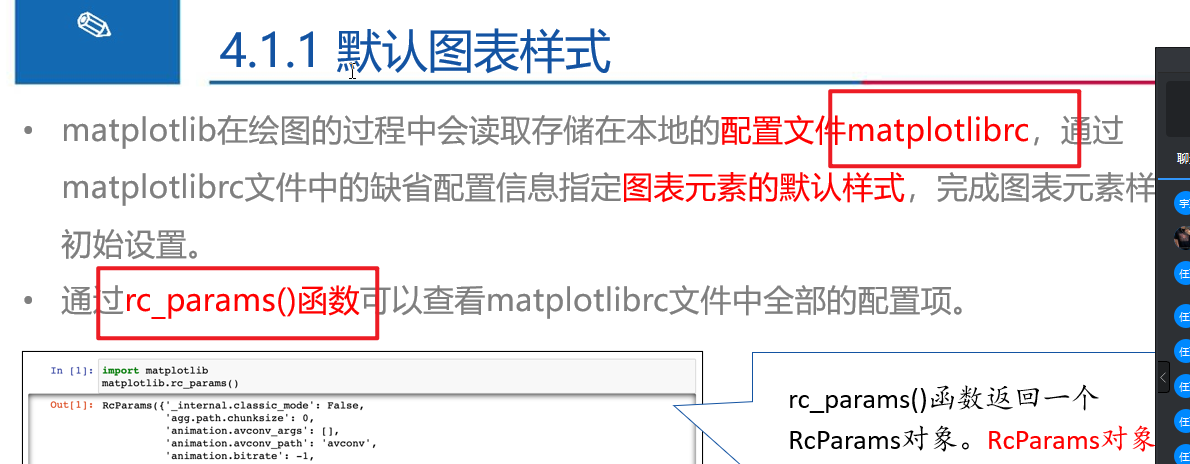 4.1.1 默认图表样式
• matplotlib在绘图的过程中会读取存储在本地的配置文件matplotlibrc，通过
matplotlibrc文件中的缺省配置信息指定图表元素的默认样式，完成图表元素样
初始设置。
• 通过rc_params()函数可以查看matplotlibrc文件中全部的配置项。
In [1]: import matplotlib
matplotlib.rc_params()
Out[1]: RcParams({'_internal.classic_mode': False,
'agg.path.chunksize': 0,
'animation.avconv_args': [],
'animation.avconv_path': 'avconv',
'animation.bitrate': -1,
rc_params()函数返回一个
RcParams对象。RcParams对象
聊
宇
任
任
任
任
任
任